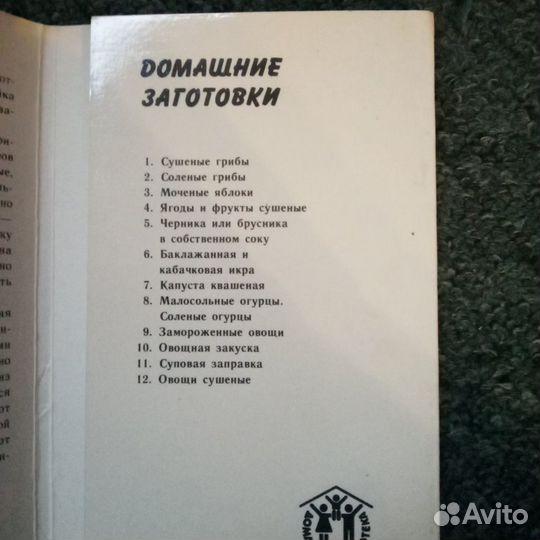 ДОМАШНИЕ
ЗАГОТОВКИ
1. Сушеные грибы
2. Соленые грибы
3. Моченые яблоки
4. Ягоды и фрукты сушеные
5. Черника или брусника
в собственном соку
6. Баклажанная и
кабачковая икра
7. Капуста квашеная
8. Малосольные огурцы.
Соленые огурцы
9. Замороженные овощи
10. Овощная закуска
11. Суповая заправка
12. Овощи сушеные
Avito